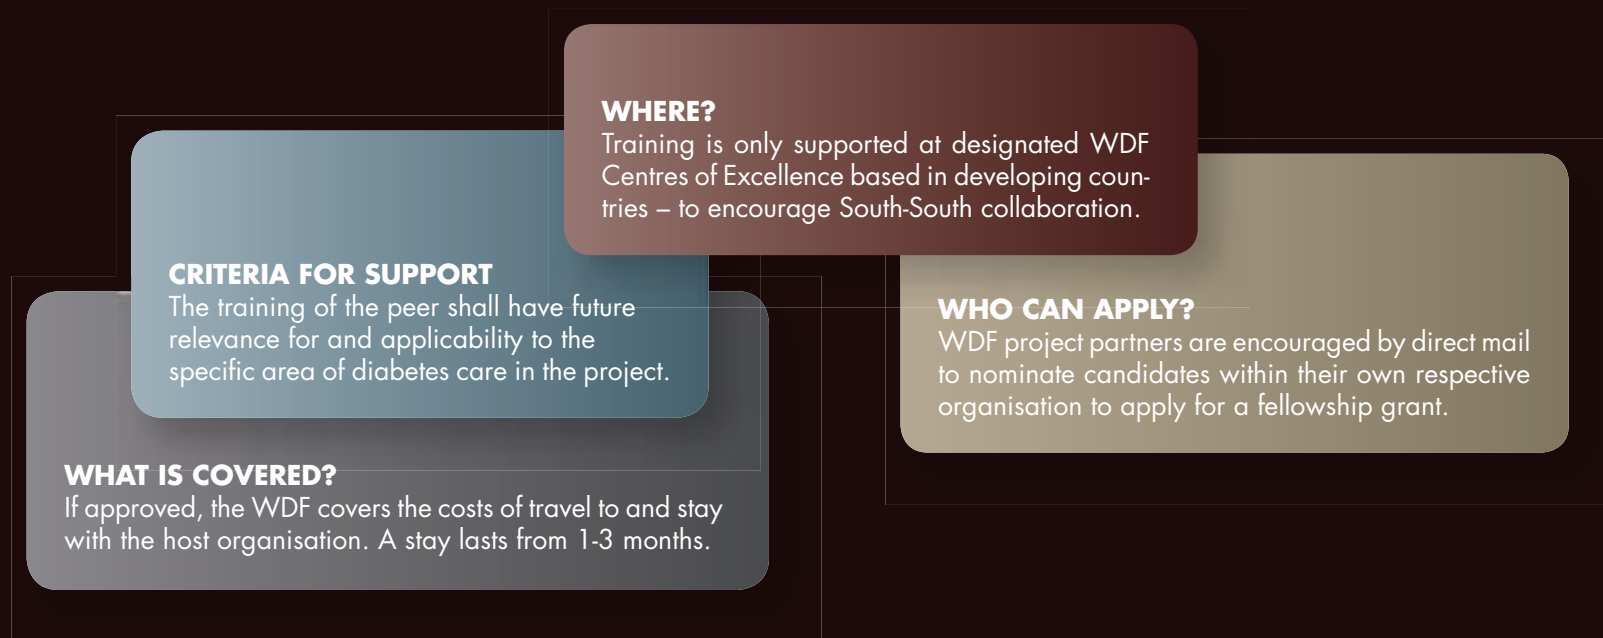 WHERE?
Training is only supported at designated WDF
Centres of Excellence based in developing coun-
tries – to encourage South-South collaboration.
CRITERIA FOR SUPPORT
The training of the peer shall have future
relevance for and applicability to the
specific area of diabetes care in the project.
WHO CAN APPLY?
WDF project partners are encouraged by direct mail
to nominate candidates within their own respective
organisation to apply for a fellowship grant.
WHAT IS COVERED?
If approved, the WDF covers the costs of travel to and stay
with the host organisation. A stay lasts from 1-3 months.